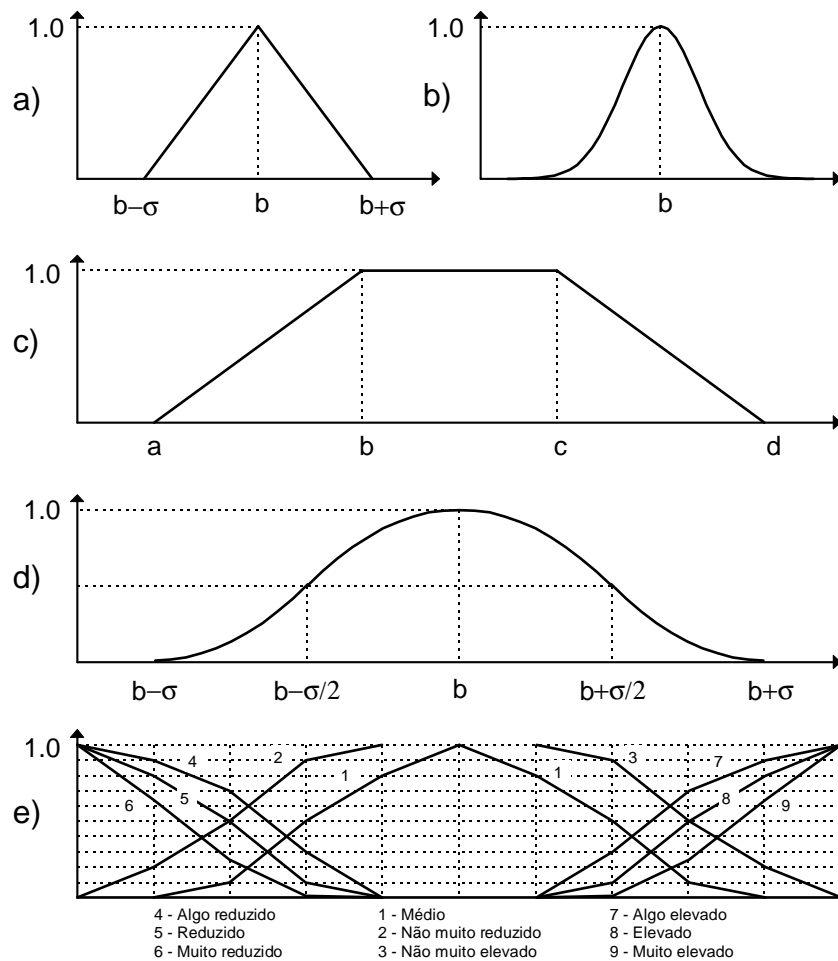 1.0
a)
b−σ b b+σ
1.0
b)
b
1.0
c)
a b c d
1.0
d)
b−σ b−σ/2 b b+σ/2 b+σ
1.0
e)
4 2 1 1 3 7
5 8
6 9
4 - Algo reduzido 1 - Médio 7 - Algo elevado
5 - Reduzido 2 - Não muito reduzido 8 - Elevado
6 - Muito reduzido 3 - Não muito elevado 9 - Muito elevado